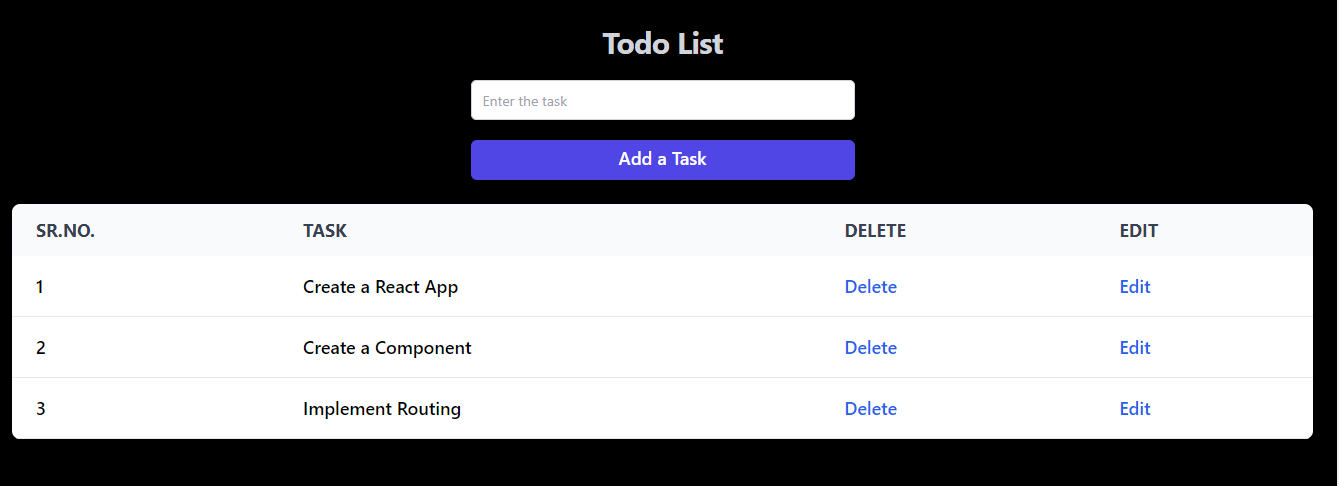 Todo List
Enter the task
Add a Task
SR.NO. TASK DELETE EDIT
1 Create a React App Delete Edit
2 Create a Component Delete Edit
3 Implement Routing Delete Edit